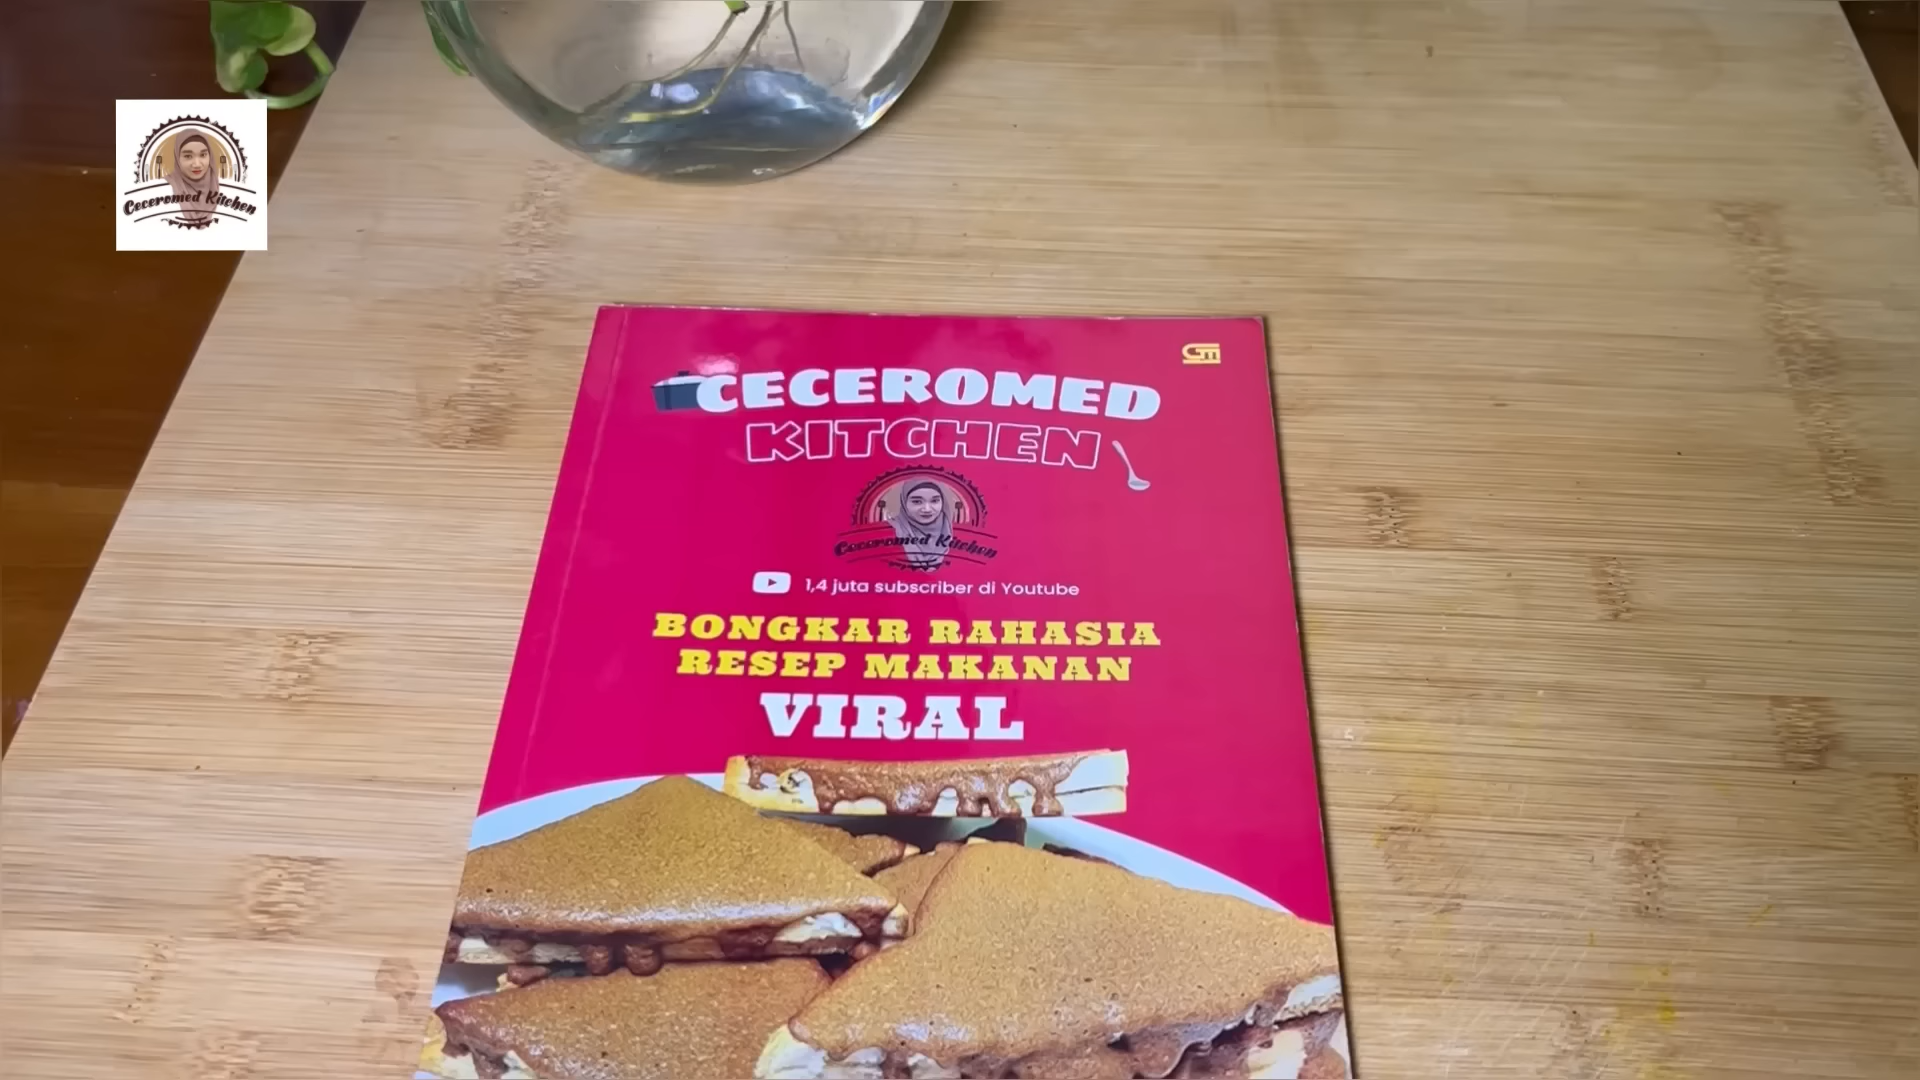 Ceceromed Kitchen
CECEROMED
KITCHEN
Ceceromed Kitchen
1,4 juta subscriber di Youtube
BONGKAR RAHASIA
RESEP MAKANAN
VIRAL